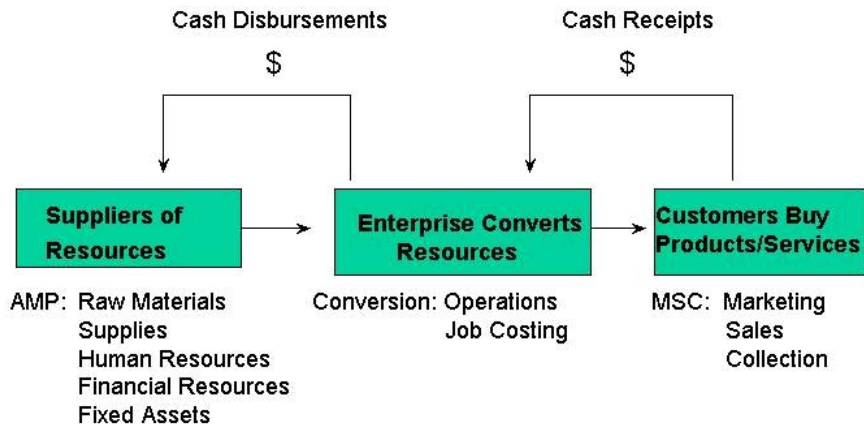 Cash Disbursements
Cash Receipts
$
$
Suppliers of
Resources
Enterprise Converts
Resources
Customers Buy
Products/Services
AMP: Raw Materials
Supplies
Human Resources
Financial Resources
Fixed Assets
Conversion: Operations
Job Costing
MSC: Marketing
Sales
Collection